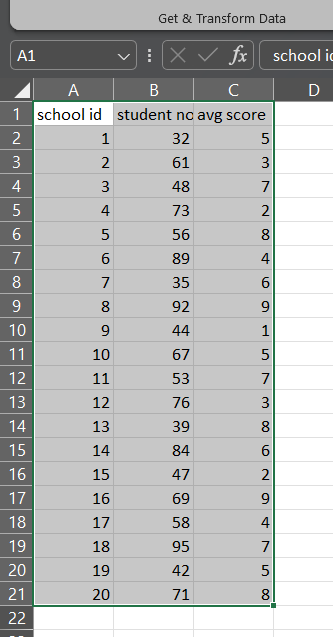 Get & Transform Data
A1 fx school i
A B C D
1 school id student no avg score
2 1 32 5
3 2 61 3
4 3 48 7
5 4 73 2
6 5 56 8
7 6 89 4
8 7 35 6
9 8 92 9
10 9 44 1
11 10 67 5
12 11 53 7
13 12 76 3
14 13 39 8
15 14 84 6
16 15 47 2
17 16 69 9
18 17 58 4
19 18 95 7
20 19 42 5
21 20 71 8
22